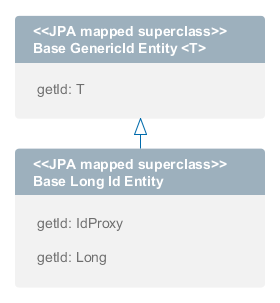 <<JPA mapped superclass>>
Base GenericId Entity <T>
getId: T
<<JPA mapped superclass>>
Base Long Id Entity
getId: IdProxy
getId: Long